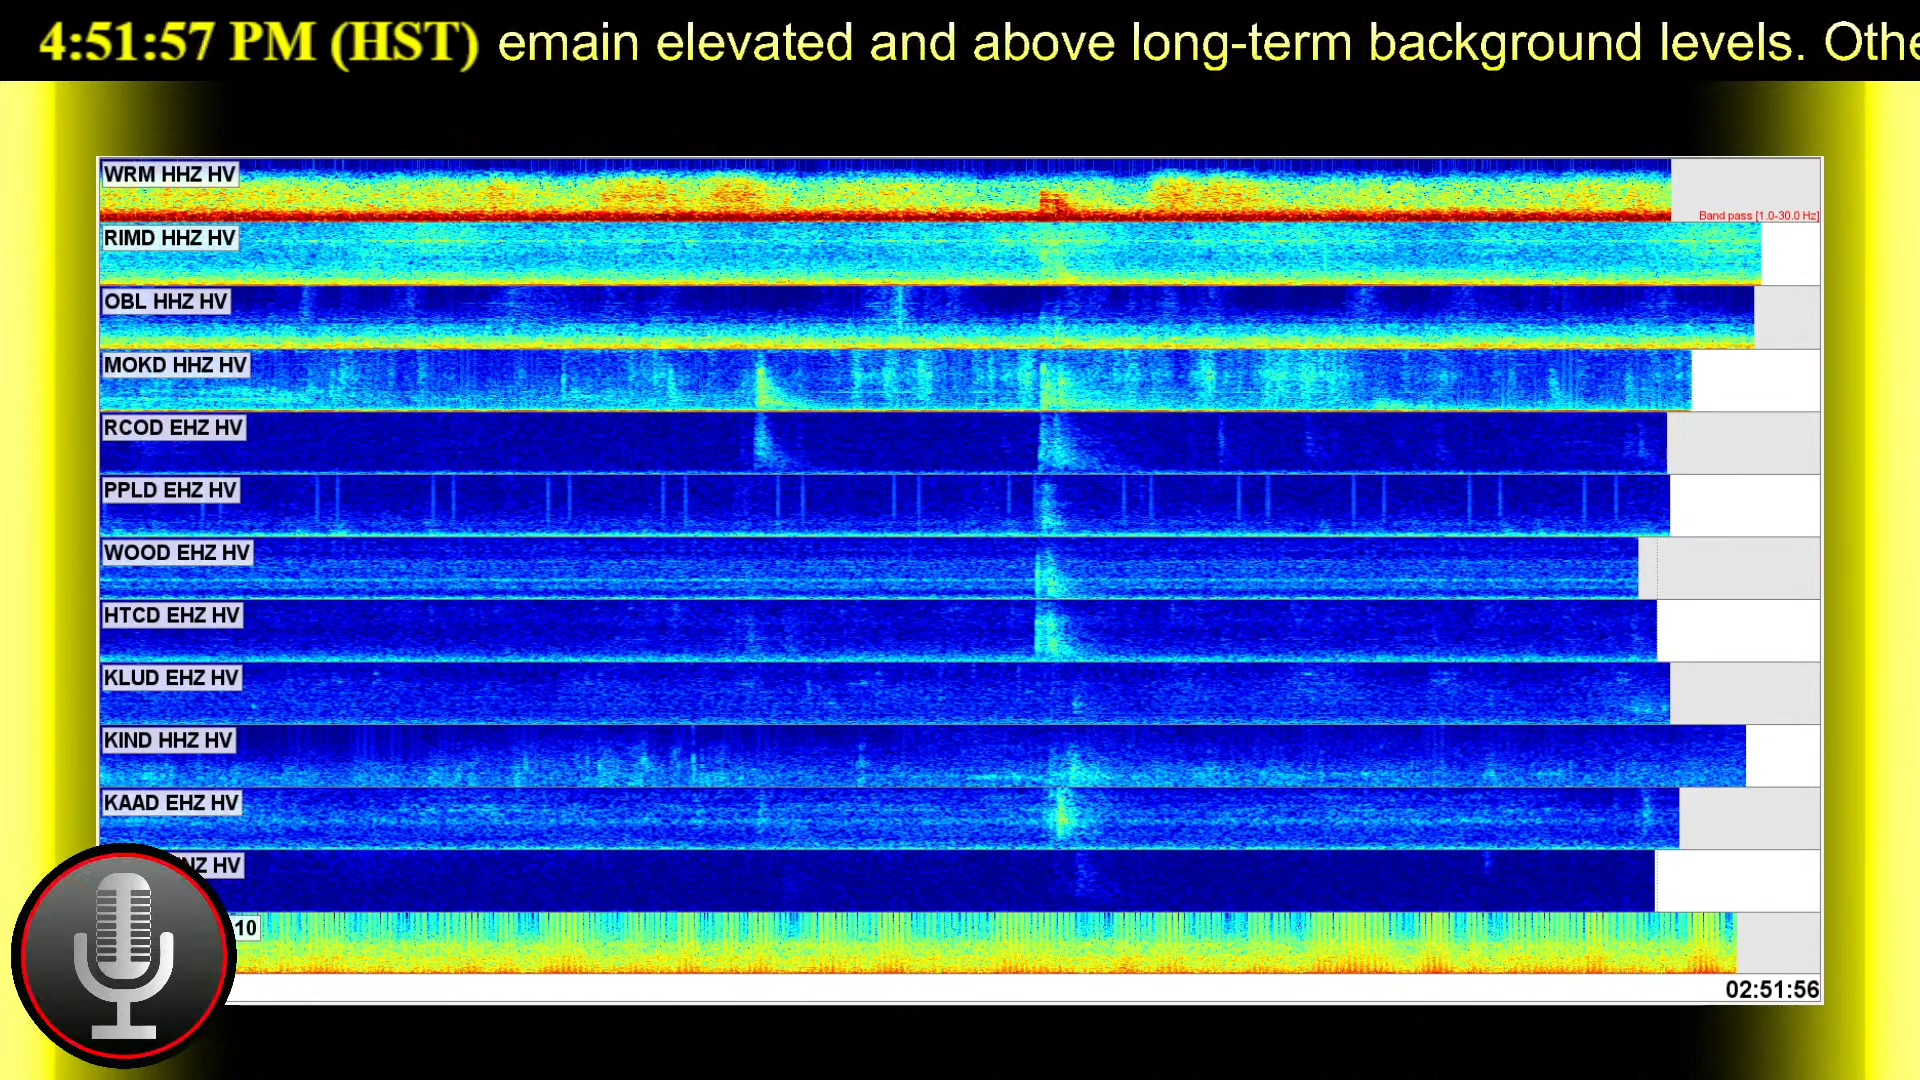 4:51:57 PM (HST) emain elevated and above long-term background levels. Othe
WRM HHZ HV
Band pass [1.0-30.0 Hz]
RIMD HHZ HV
OBL HHZ HV
MOKD HHZ HV
RCOD EHZ HV
PPLD EHZ HV
WOOD EHZ HV
HTCD EHZ HV
KLUD EHZ HV
KIND HHZ HV
KAAD EHZ HV
NZ HV
10
02:51:56